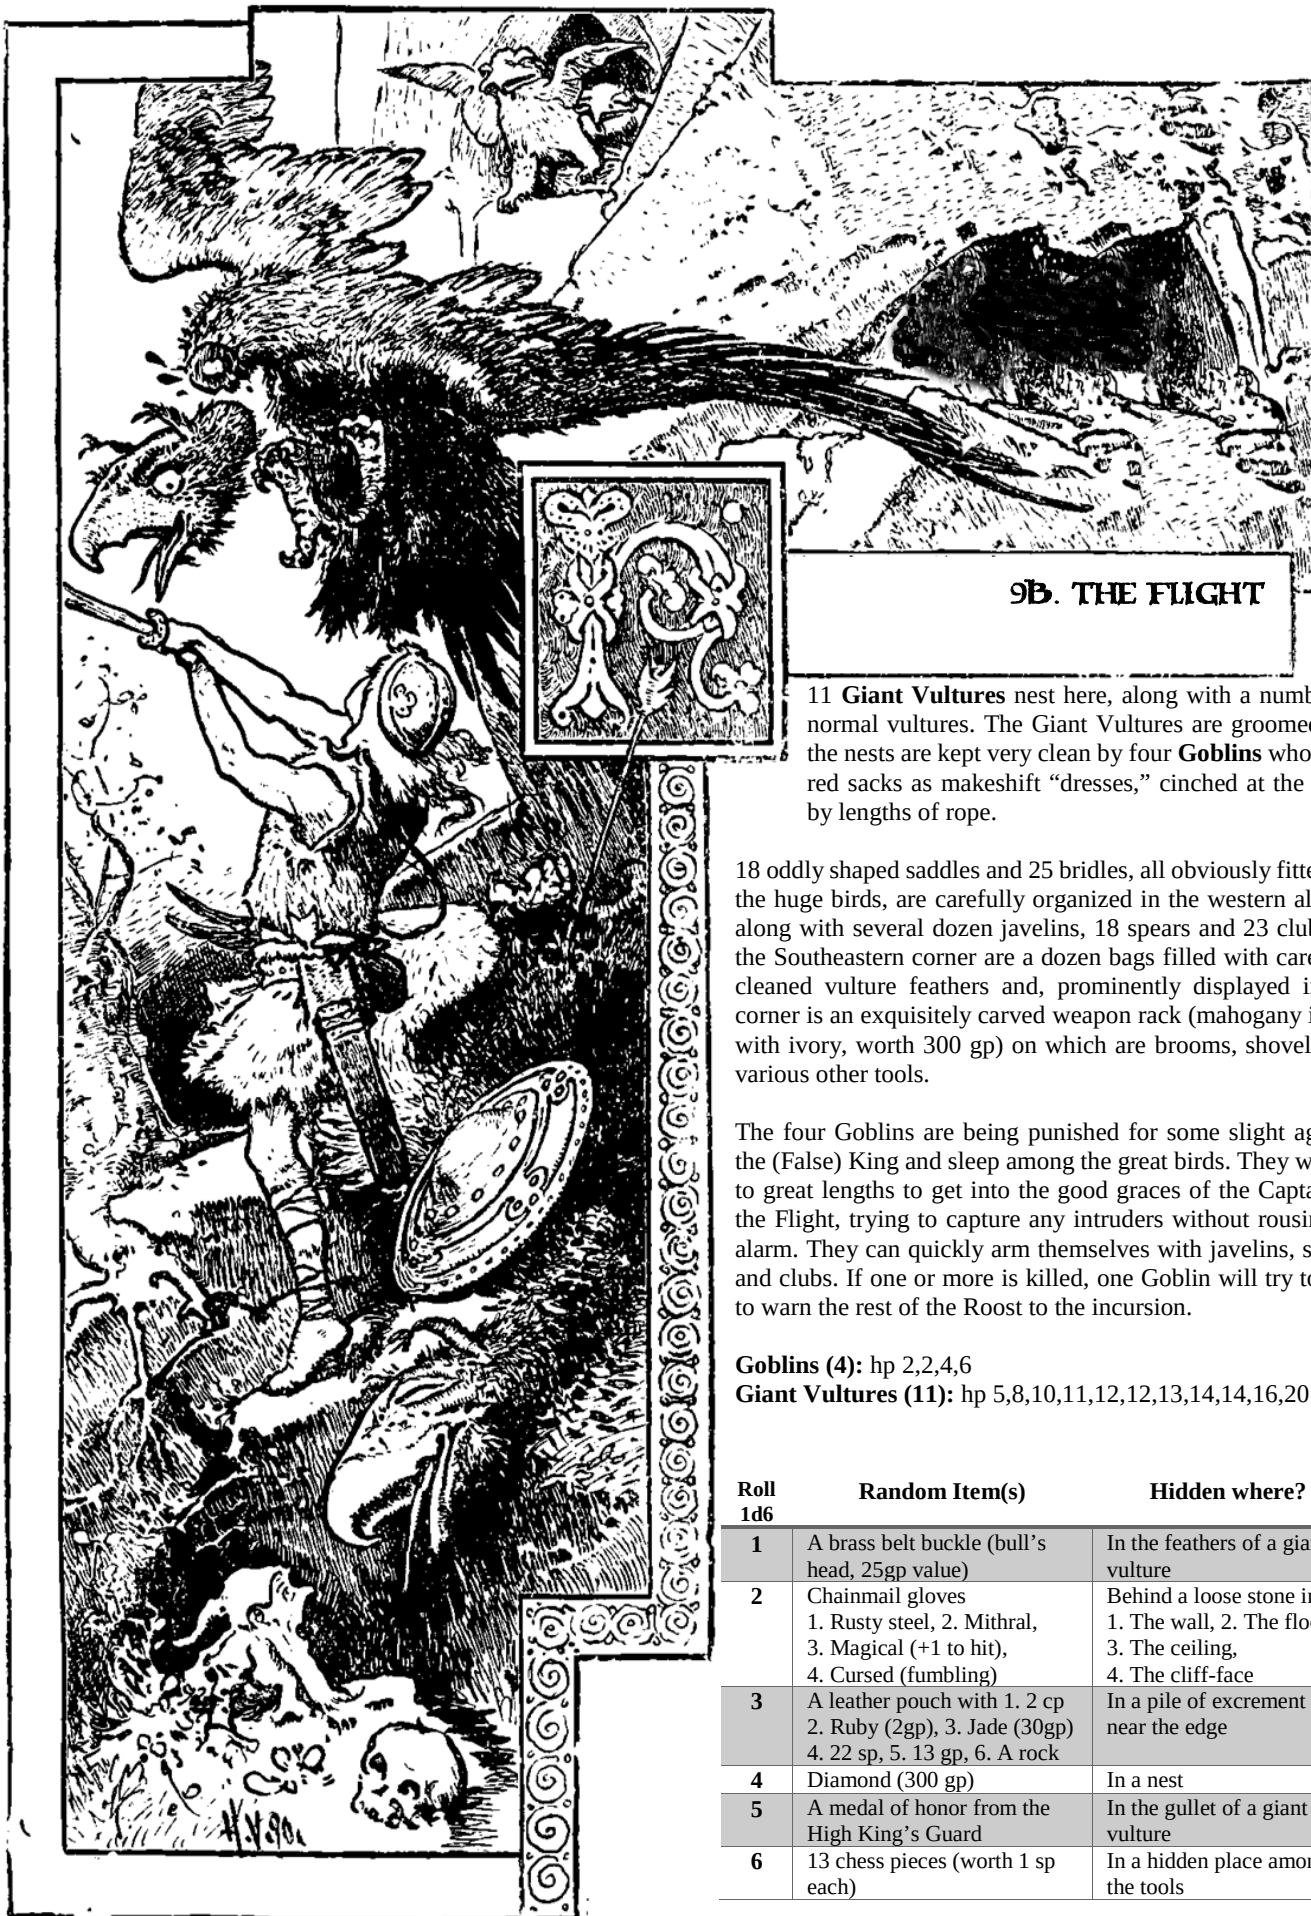 9B. THE FLIGHT
11 Giant Vultures nest here, along with a numb
normal vultures. The Giant Vultures are groome
the nests are kept very clean by four Goblins who
red sacks as makeshift “dresses,” cinched at the
by lengths of rope.
18 oddly shaped saddles and 25 bridles, all obviously fitte
the huge birds, are carefully organized in the western al
along with several dozen javelins, 18 spears and 23 club
the Southeastern corner are a dozen bags filled with care
cleaned vulture feathers and, prominently displayed i
corner is an exquisitely carved weapon rack (mahogany i
with ivory, worth 300 gp) on which are brooms, shovel
various other tools.
The four Goblins are being punished for some slight ag
the (False) King and sleep among the great birds. They w
to great lengths to get into the good graces of the Capta
the Flight, trying to capture any intruders without rousi
alarm. They can quickly arm themselves with javelins, s
and clubs. If one or more is killed, one Goblin will try to
to warn the rest of the Roost to the incursion.
Goblins (4): hp 2,2,4,6
Giant Vultures (11): hp 5,8,10,11,12,12,13,14,14,16,20
Roll 1d6 Random Item(s) Hidden where?
1 A brass belt buckle (bull’s In the feathers of a gia
head, 25gp value) vulture
2 Chainmail gloves Behind a loose stone i
1. Rusty steel, 2. Mithral, 1. The wall, 2. The flo
3. Magical (+1 to hit), 3. The ceiling,
4. Cursed (fumbling) 4. The cliff-face
3 A leather pouch with 1. 2 cp In a pile of excrement
2. Ruby (2gp), 3. Jade (30gp) near the edge
4. 22 sp, 5. 13 gp, 6. A rock
4 Diamond (300 gp) In a nest
5 A medal of honor from the In the gullet of a giant
High King’s Guard vulture
6 13 chess pieces (worth 1 sp In a hidden place amo
each) the tools